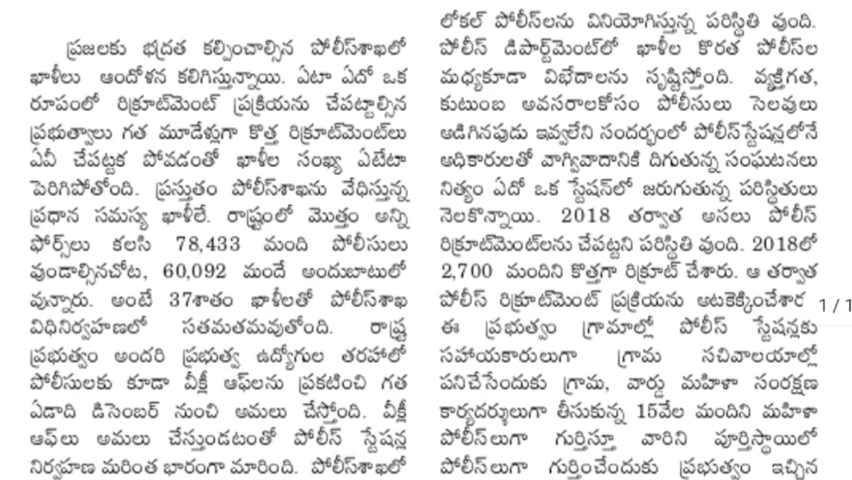 ప్రజలకు భద్రత కల్పించాల్సిన పోలీస్‌శాఖలో
ఖాళీలు ఆందోళన కలిగిస్తున్నాయి. ఏటా ఏదో ఒక
రూపంలో రిక్రూట్‌మెంట్ ప్రక్రియను చేపట్టాల్సిన
ప్రభుత్వాలు గత మూడేళ్లుగా కొత్త రిక్రూట్‌మెంట్‌లు
ఏవీ చేపట్టక పోవడంతో ఖాళీల సంఖ్య ఏటేటా
పెరిగిపోతోంది. ప్రస్తుతం పోలీస్‌శాఖను వేధిస్తున్న
ప్రధాన సమస్య ఖాళీలే. రాష్ట్రంలో మొత్తం అన్ని
ఫోర్స్‌లు కలసి 78,433 మంది పోలీసులు
వుండాల్సినచోట, 60,092 మందే అందుబాటులో
వున్నారు. అంటే 37శాతం ఖాళీలతో పోలీస్‌శాఖ
విధినిర్వహణలో సతమతమవుతోంది. రాష్ట్ర
ప్రభుత్వం అందరి ప్రభుత్వ ఉద్యోగుల తరహాలో
పోలీసులకు కూడా వీక్లీ ఆఫ్‌లను ప్రకటించి గత
ఏడాది డిసెంబర్ నుంచి అమలు చేస్తోంది. వీక్లీ
ఆఫ్‌లు అమలు చేస్తుండటంతో పోలీస్ స్టేషన్ల
నిర్వహణ మరింత భారంగా మారింది. పోలీస్‌శాఖలో
లోకల్ పోలీస్‌లను వినియోగిస్తున్న పరిస్థితి వుంది.
పోలీస్ డిపార్ట్‌మెంట్‌లో ఖాళీల కొరత పోలీస్‌ల
మధ్యకూడా విభేదాలను సృష్టిస్తోంది. వ్యక్తిగత,
కుటుంబ అవసరాలకోసం పోలీసులు సెలవులు
అడిగినపుడు ఇవ్వలేని సందర్భంలో పోలీస్‌స్టేషన్లలోనే
అధికారులతో వాగ్వివాదానికి దిగుతున్న సంఘటనలు
నిత్యం ఏదో ఒక స్టేషన్‌లో జరుగుతున్న పరిస్థితులు
నెలకొన్నాయి. 2018 తర్వాత అసలు పోలీస్
రిక్రూట్‌మెంట్‌లను చేపట్టని పరిస్థితి వుంది. 2018లో
2,700 మందిని కొత్తగా రిక్రూట్ చేశారు. ఆ తర్వాత
పోలీస్ రిక్రూట్‌మెంట్ ప్రక్రియను అటకెక్కించేశార
1 / 1
ఈ ప్రభుత్వం గ్రామాల్లో పోలీస్ స్టేషన్లకు
సహాయకారులుగా గ్రామ సచివాలయాల్లో
పనిచేసేందుకు గ్రామ, వార్డు మహిళా సంరక్షణ
కార్యదర్శులుగా తీసుకున్న 15వేల మందిని మహిళా
పోలీస్‌లుగా గుర్తిస్తూ వారిని పూర్తిస్థాయిలో
పోలీస్‌లుగా గుర్తించేందుకు ప్రభుత్వం ఇచ్చిన